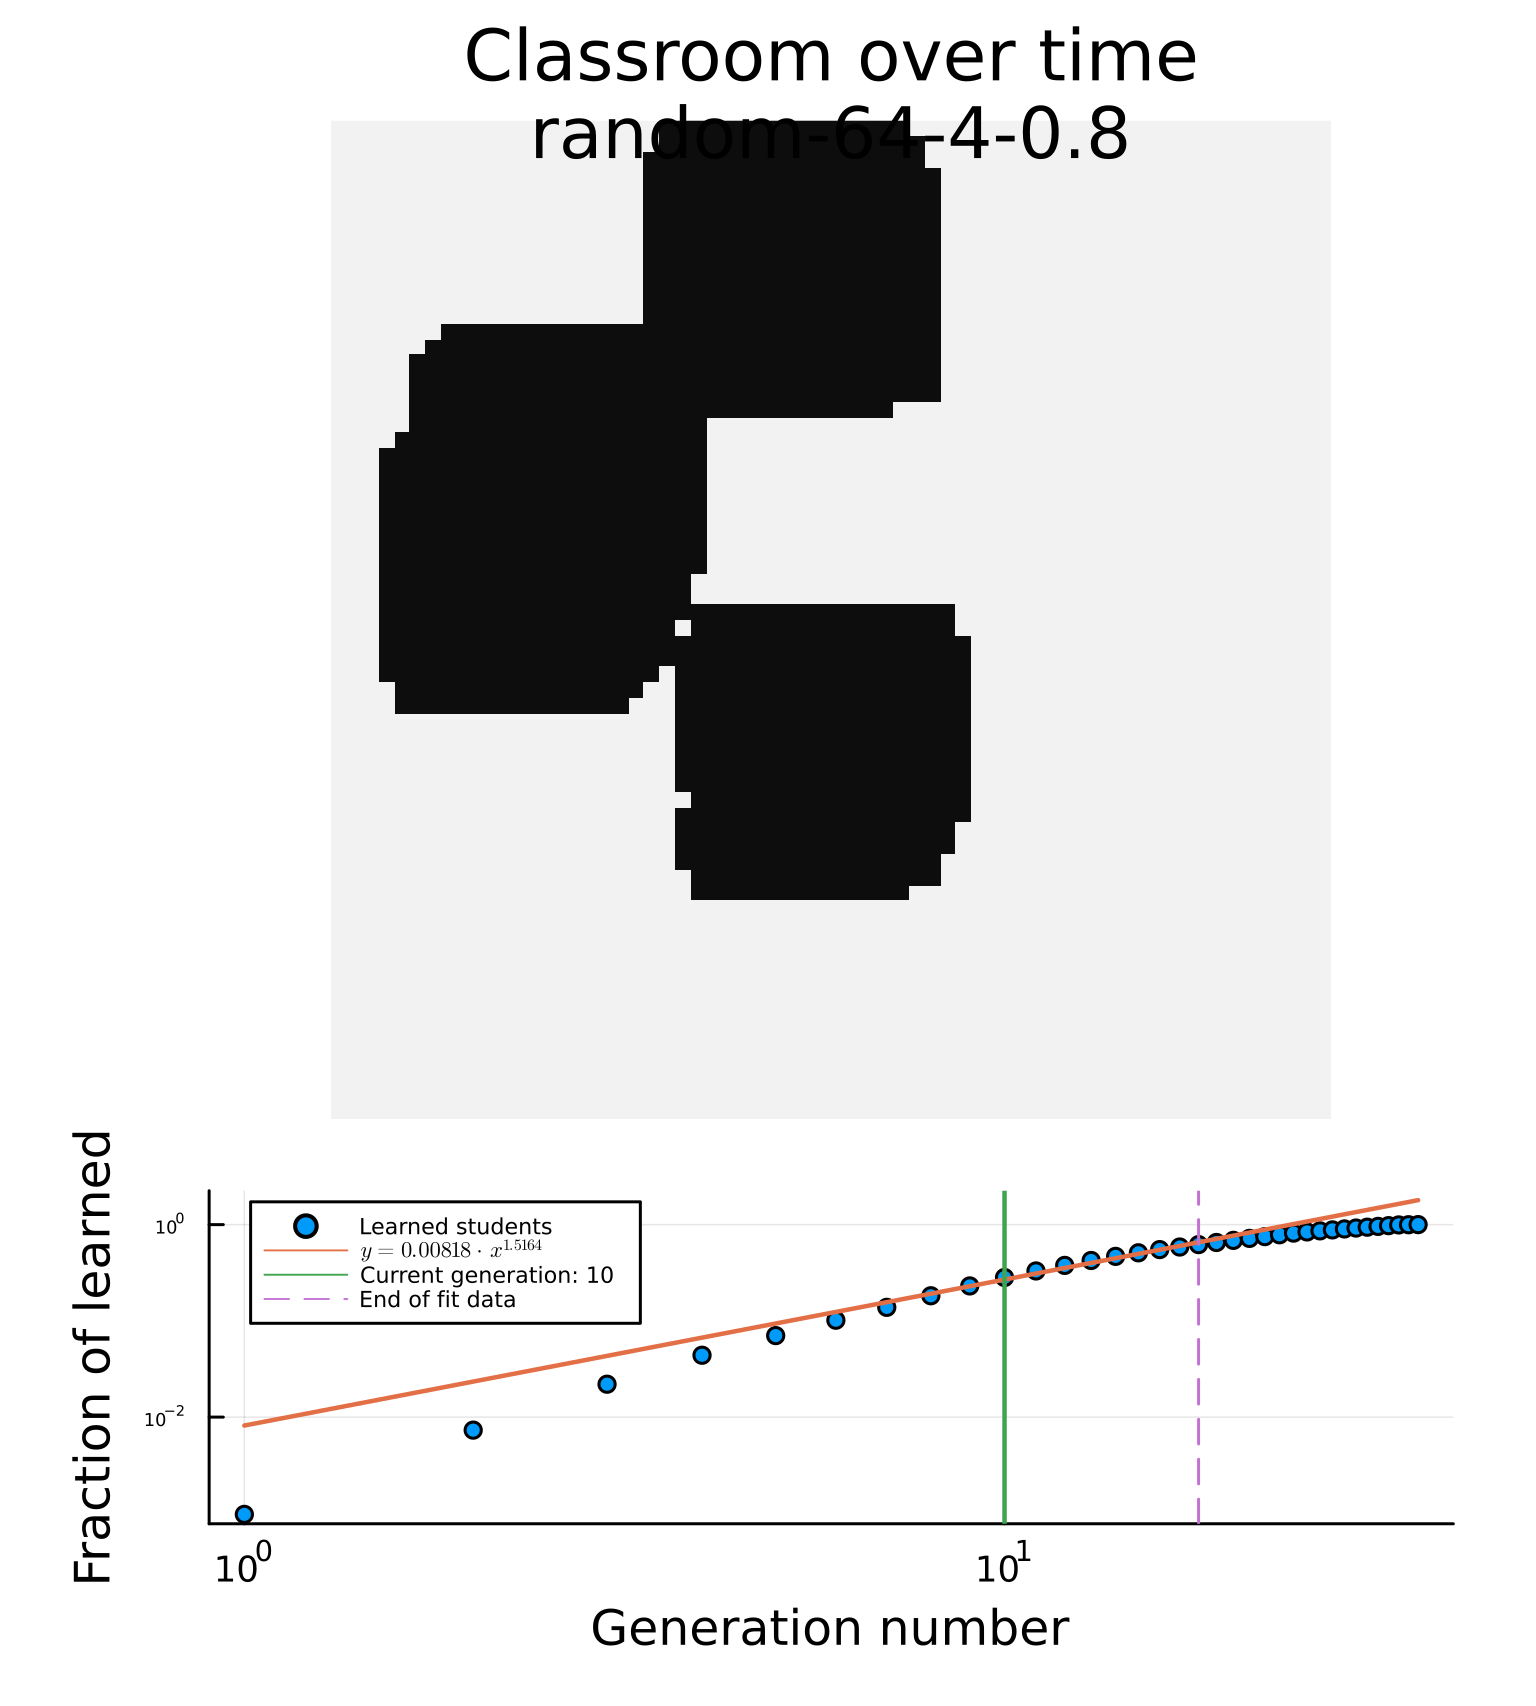 Classroom over time
random-64-4-0.8
Fraction of learned
10^0
10^−2
Learned students
y = 0.00818 · x^1.5164
Current generation: 10
End of fit data
10^0
10^1
Generation number